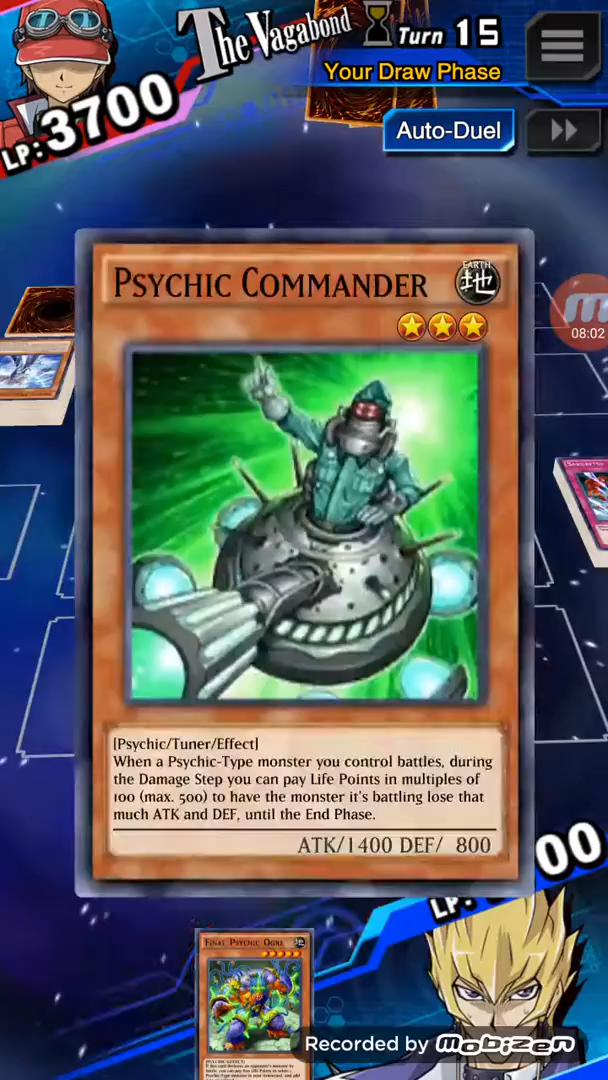 The Vagabond
Turn 15
Your Draw Phase
LP: 3700
Auto-Duel
PSYCHIC COMMANDER
EARTH
地
08:02
[Psychic/Tuner/Effect]
When a Psychic-Type monster you control battles, during
the Damage Step you can pay Life Points in multiples of
100 (max. 500) to have the monster it's battling lose that
much ATK and DEF, until the End Phase.
ATK/1400 DEF/ 800
00
LP:
FINAL PSYCHIC OGRE
[PSYCHIC/EFFECT]
Recorded by Mobizen